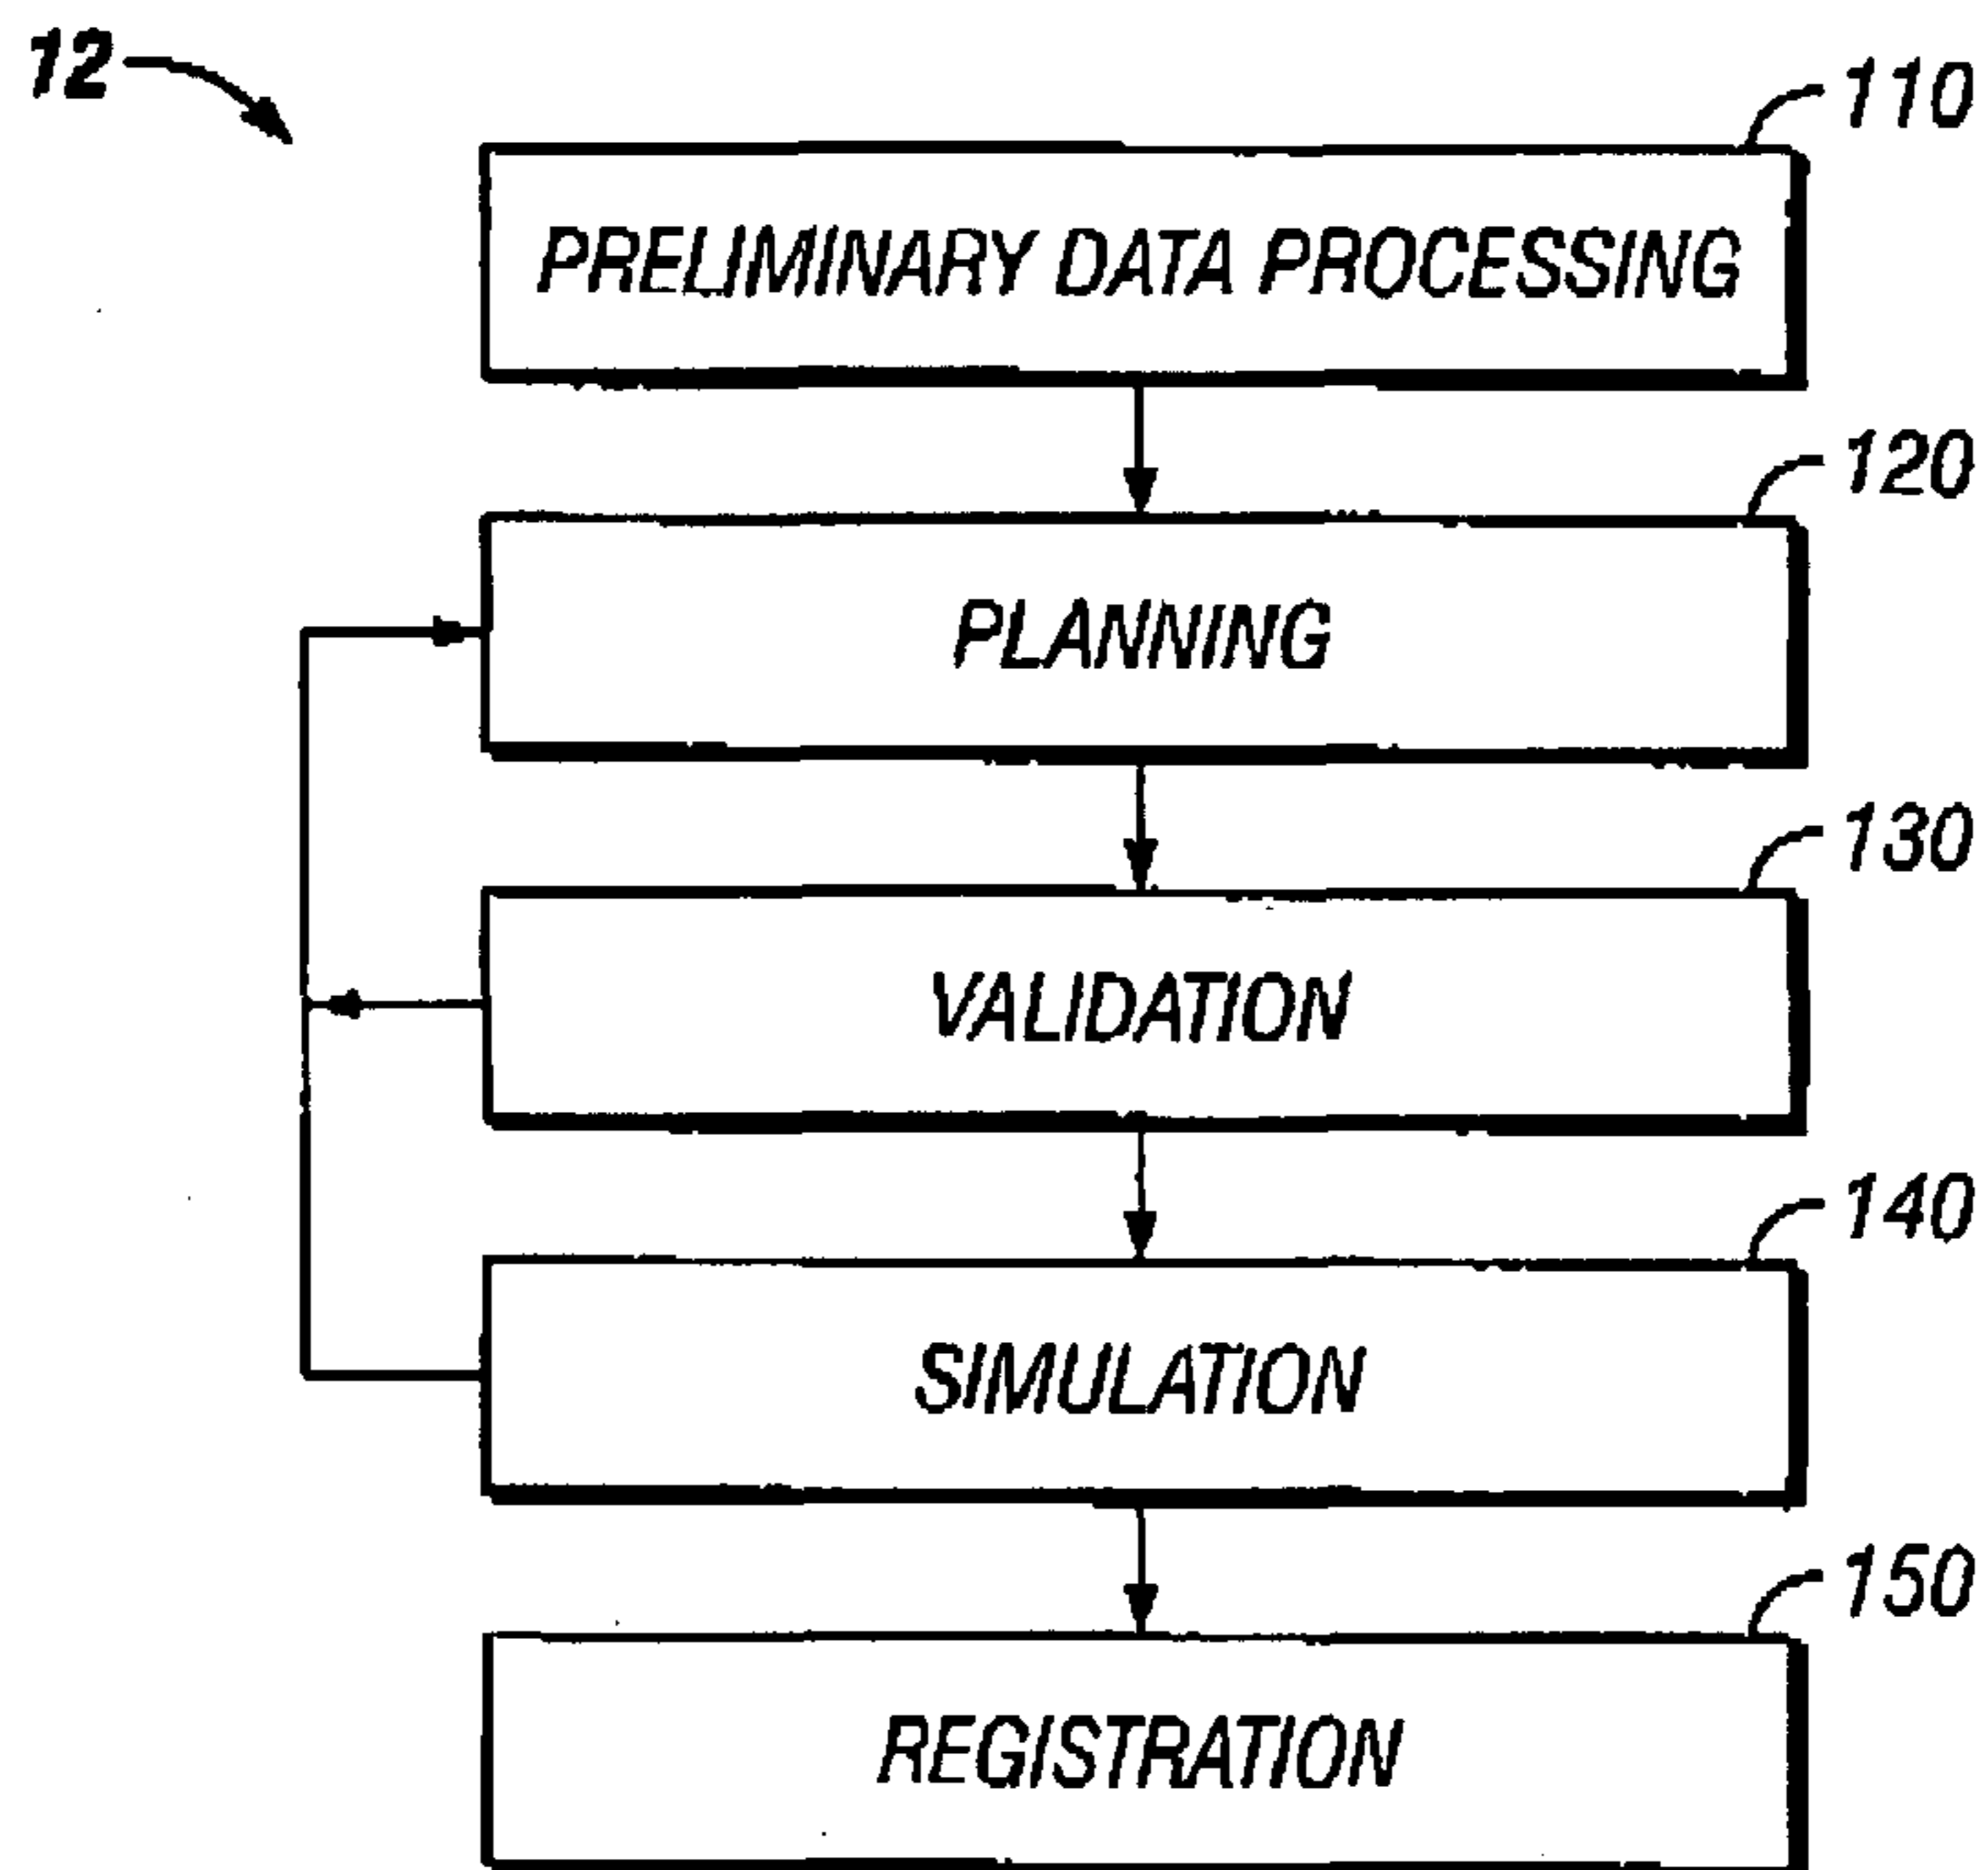 12
110
PRELIMINARY DATA PROCESSING
120
PLANNING
130
VALIDATION
140
SIMULATION
150
REGISTRATION